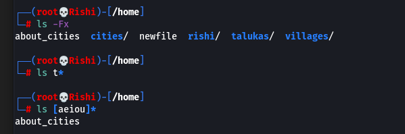 ┌──(root💀Rishi)-[/home]
└─# ls -Fx
about_cities  cities/  newfile  rishi/  talukas/  villages/
┌──(root💀Rishi)-[/home]
└─# ls t*
┌──(root💀Rishi)-[/home]
└─# ls [aeiou]*
about_cities